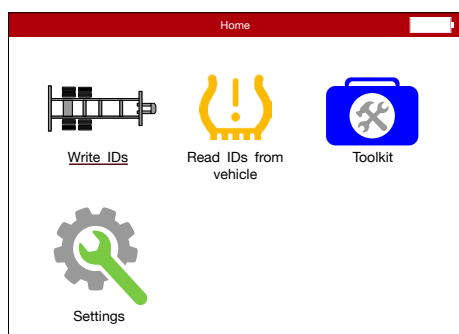 Home
Write IDs
Read IDs from
vehicle
Toolkit
Settings